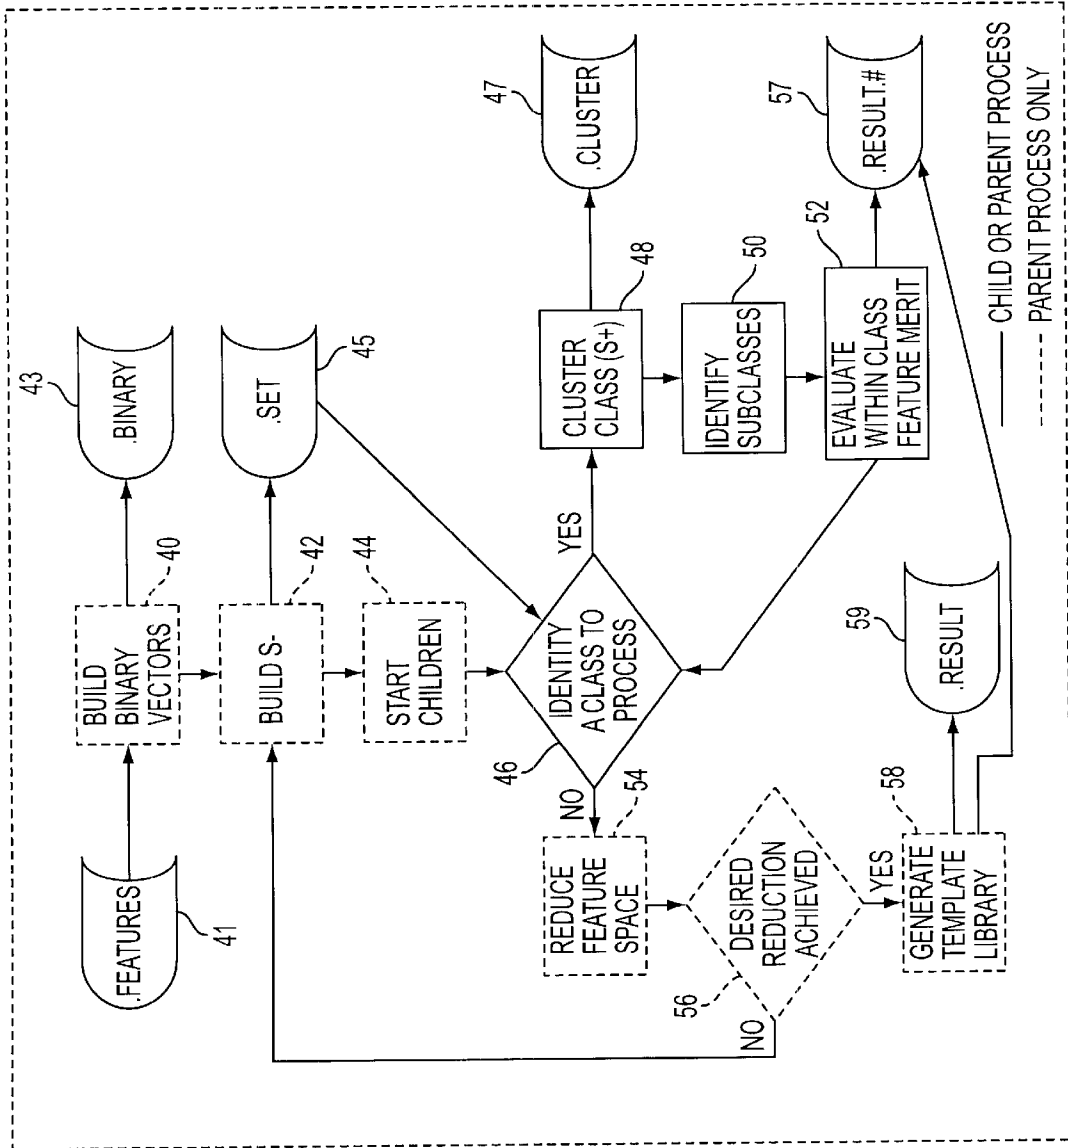 .FEATURES
41
BUILD
BINARY
VECTORS
40
.BINARY
43
BUILD S-
42
.SET
45
START
CHILDREN
44
IDENTITY
A CLASS TO
PROCESS
46
YES
NO
CLUSTER
CLASS (S+)
48
.CLUSTER
47
IDENTIFY
SUBCLASSES
50
EVALUATE
WITHIN CLASS
FEATURE MERIT
52
.RESULT.#
57
REDUCE
FEATURE
SPACE
54
DESIRED
REDUCTION
ACHIEVED
56
NO
YES
GENERATE
TEMPLATE
LIBRARY
58
.RESULT
59
CHILD OR PARENT PROCESS
PARENT PROCESS ONLY